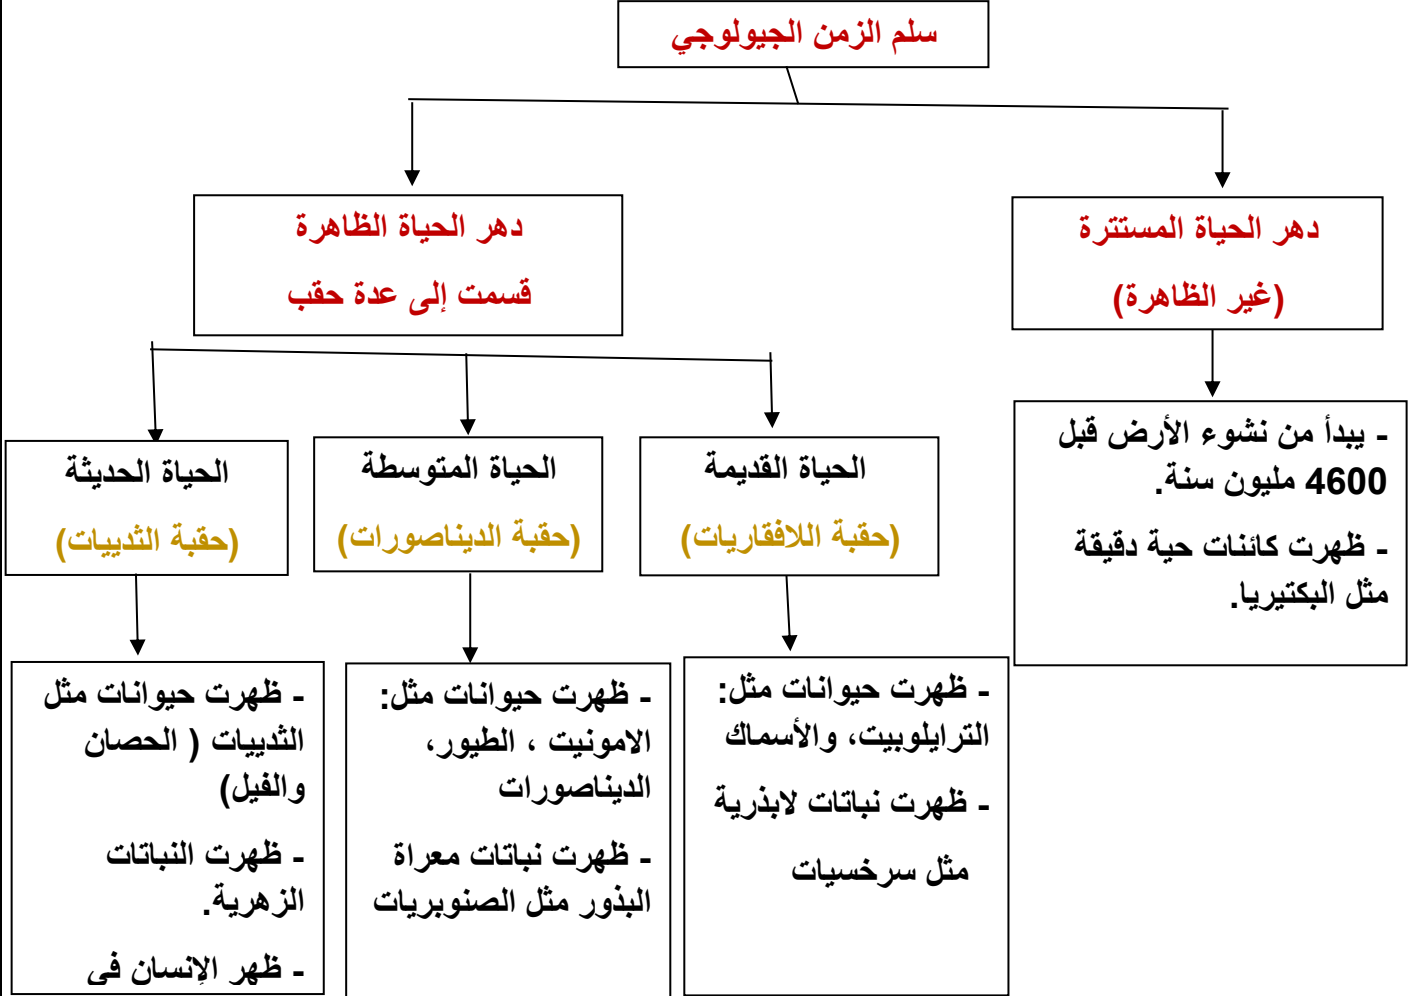 سلم الزمن الجيولوجي
دهر الحياة المستترة
(غير الظاهرة)
دهر الحياة الظاهرة
قسمت إلى عدة حقب
- يبدأ من نشوء الأرض قبل
4600 مليون سنة.
- ظهرت كائنات حية دقيقة
مثل البكتيريا.
الحياة القديمة
(حقبة اللافقاريات)
الحياة المتوسطة
(حقبة الديناصورات)
الحياة الحديثة
(حقبة الثدييات)
- ظهرت حيوانات مثل:
الترايلوبيت، والأسماك
- ظهرت نباتات لابذرية
مثل سرخسيات
- ظهرت حيوانات مثل:
الامونيت ، الطيور،
الديناصورات
- ظهرت نباتات معراة
البذور مثل الصنوبريات
- ظهرت حيوانات مثل
الثدييات ( الحصان
والفيل)
- ظهرت النباتات
الزهرية.
- ظهر الإنسان في